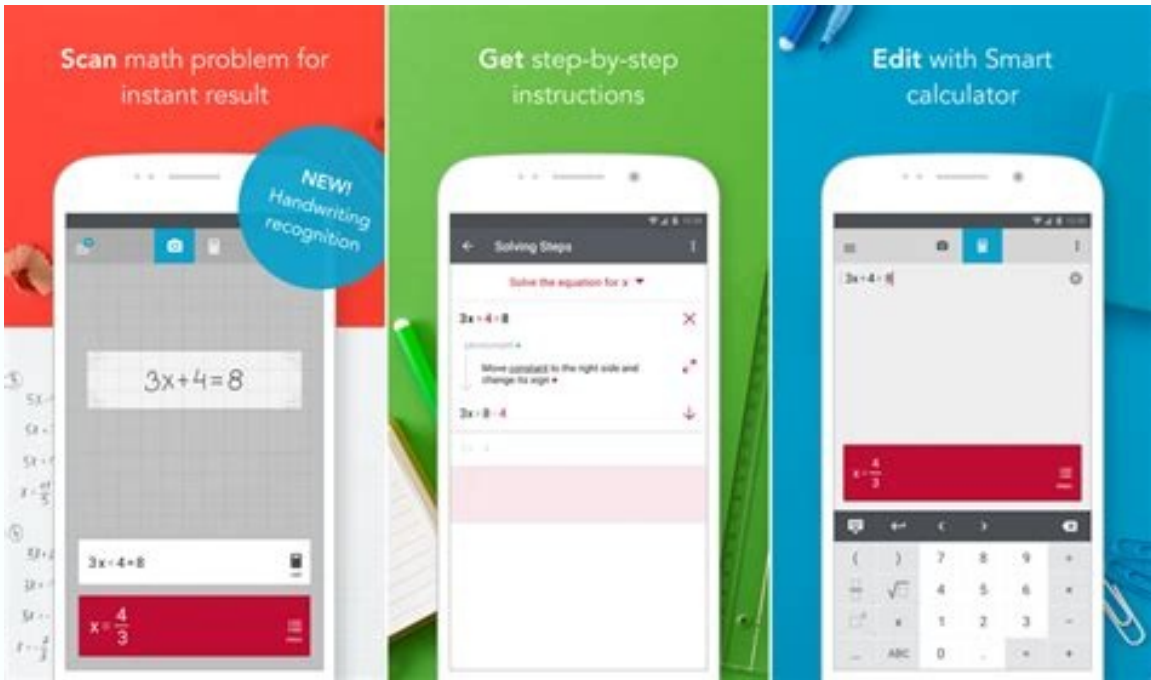 Scan math problem for
instant result
NEW!
Handwriting
recognition
3x+4=8
3x+4=8
x=4/3
Get step-by-step
instructions
Solving Steps
Solve the equation for x
3x+4=8
Move constant to the right side and
change its sign
3x=8-4
Edit with Smart
calculator
3x+4=8
x=4/3
( ) 7 8 9 ÷
√ 4 5 6 ×
x 1 2 3 -
ABC 0 . = +